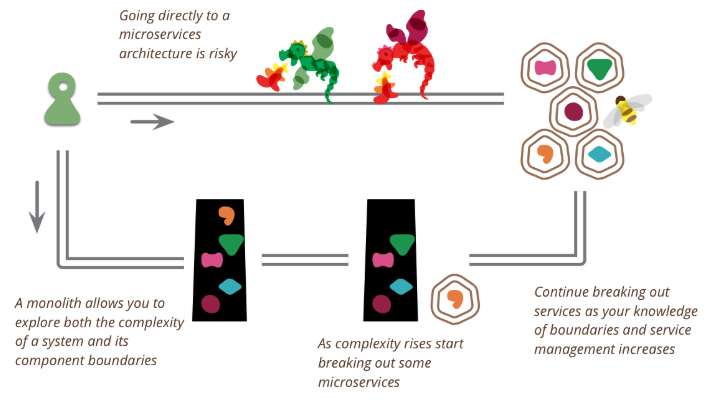 Going directly to a
microservices
architecture is risky
A monolith allows you to
explore both the complexity
of a system and its
component boundaries
As complexity rises start
breaking out some
microservices
Continue breaking out
services as your knowledge
of boundaries and service
management increases